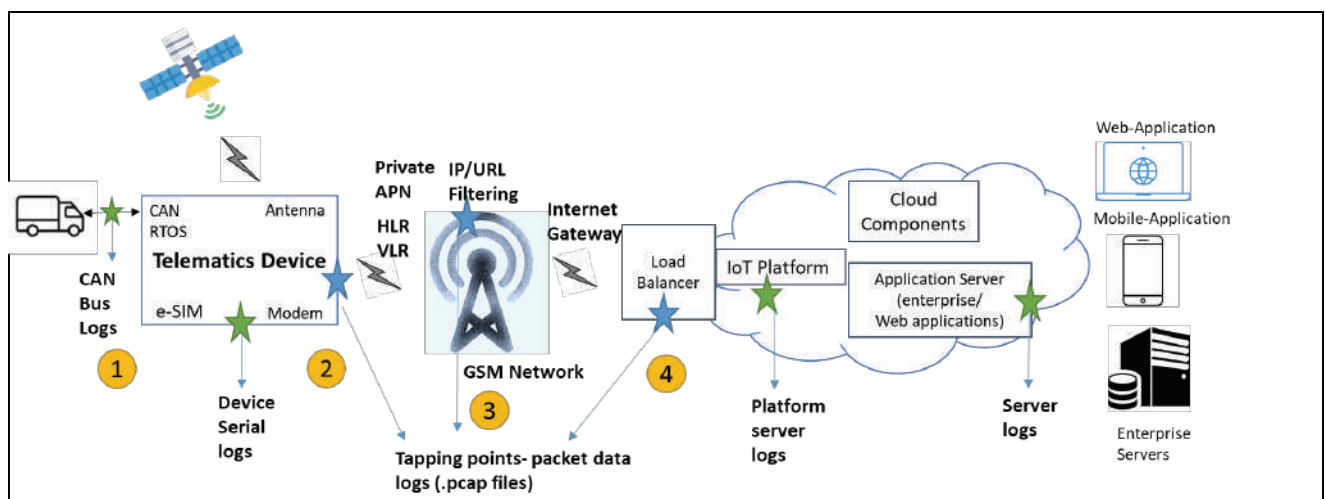 Private
APN
HLR
VLR
IP/URL
Filtering
Internet
Gateway
CAN
RTOS
Antenna
Telematics Device
e-SIM
Modem
CAN
Bus
Logs
1
2
Device
Serial
logs
GSM Network
3
Tapping points- packet data
logs (.pcap files)
Load
Balancer
4
IoT Platform
Cloud
Components
Application Server
(enterprise/
Web applications)
Platform
server
logs
Server
logs
Web-Application
Mobile-Application
Enterprise
Servers